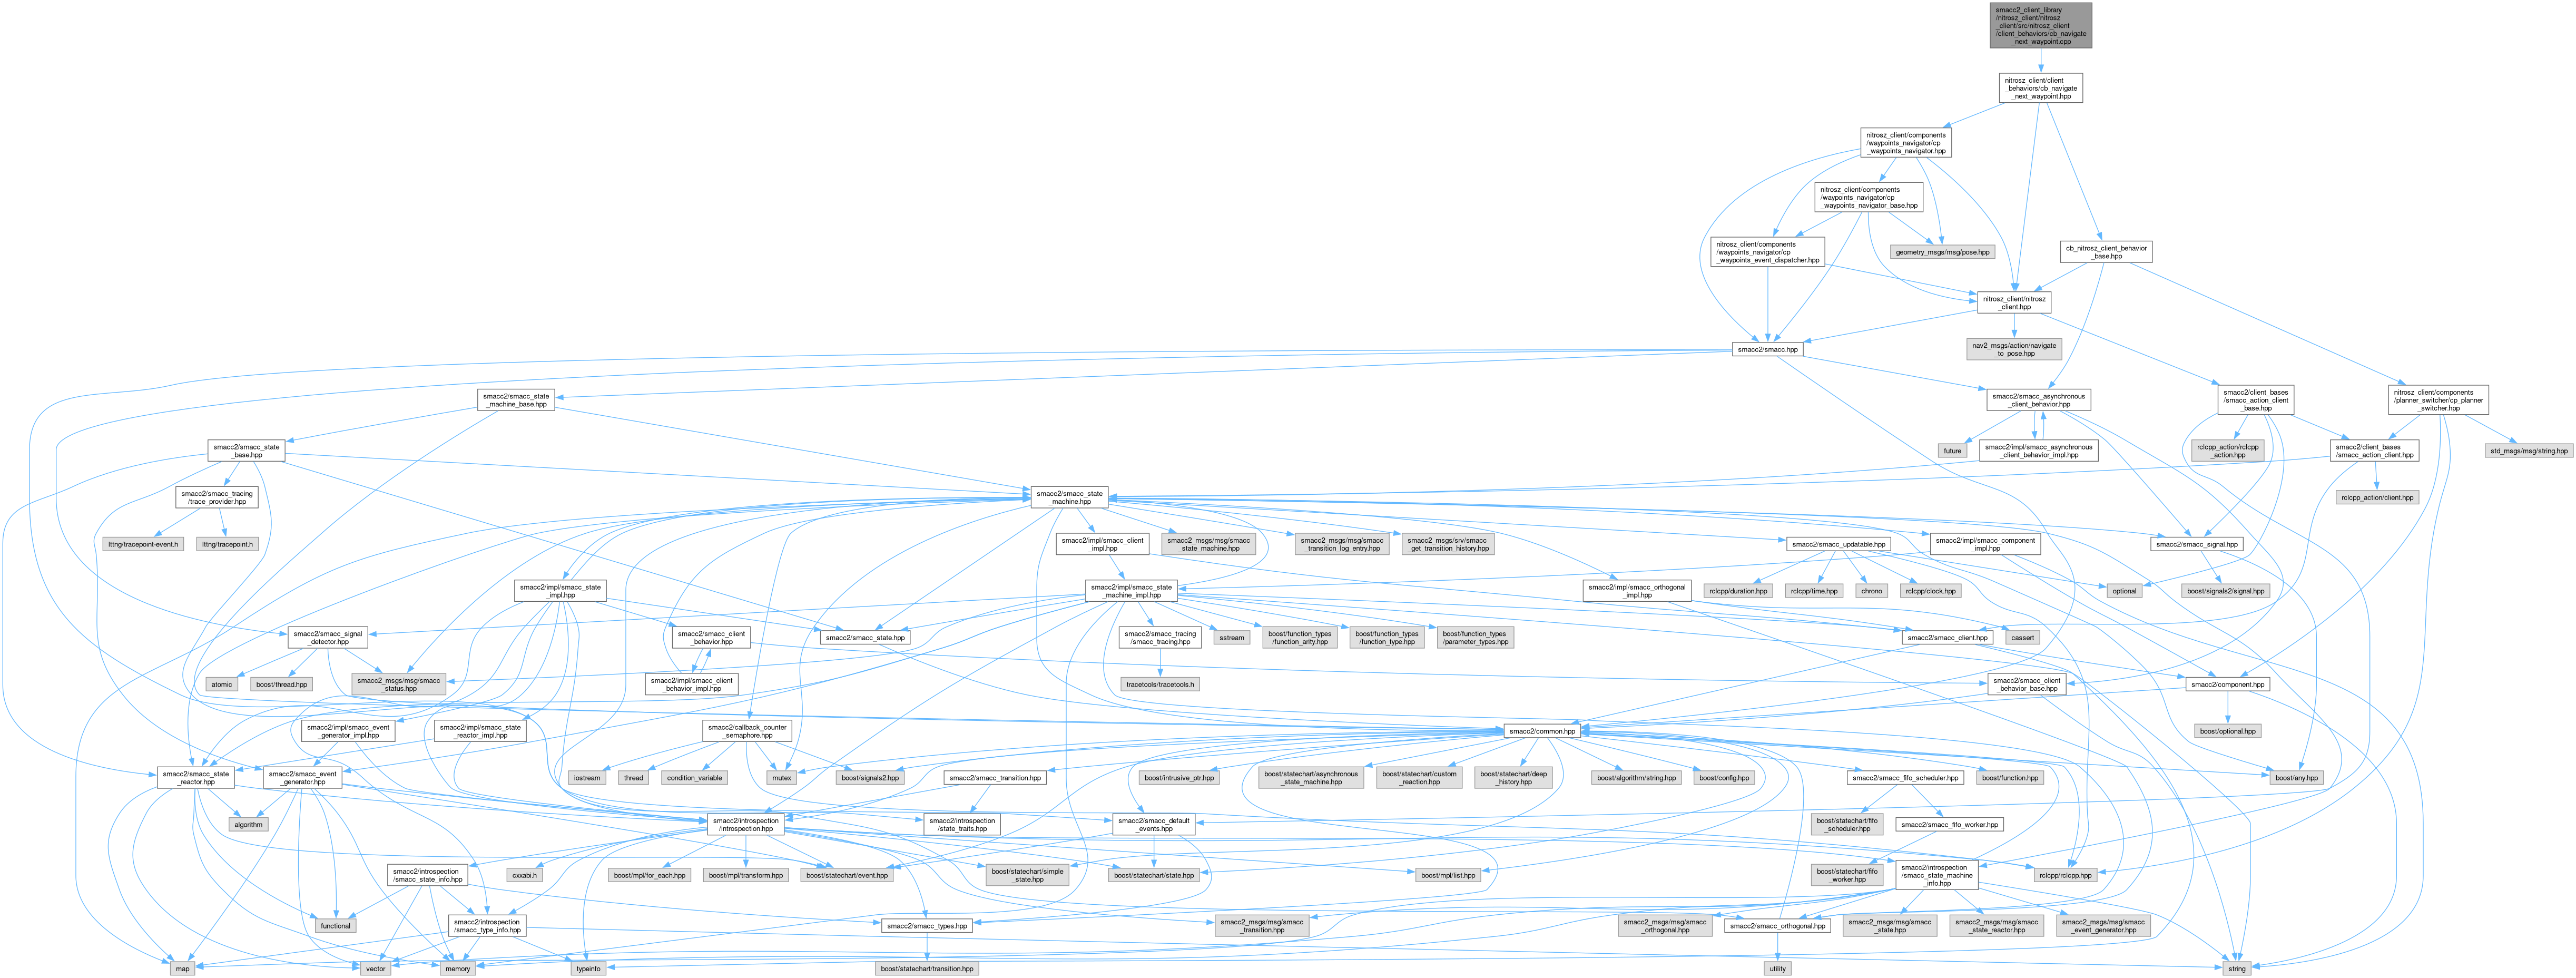 smacc2_client_library
/nitrosz_client/nitrosz
_client/src/nitrosz_client
/client_behaviors/cb_navigate
_next_waypoint.cpp
nitrosz_client/client
_behaviors/cb_navigate
_next_waypoint.hpp
nitrosz_client/components
/waypoints_navigator/cp
_waypoints_navigator.hpp
nitrosz_client/components
/waypoints_navigator/cp
_waypoints_navigator_base.hpp
nitrosz_client/components
/waypoints_navigator/cp
_waypoints_event_dispatcher.hpp
geometry_msgs/msg/pose.hpp
cb_nitrosz_client_behavior
_base.hpp
nitrosz_client/nitrosz
_client.hpp
smacc2/smacc.hpp
nav2_msgs/action/navigate
_to_pose.hpp
smacc2/smacc_state
_machine_base.hpp
smacc2/smacc_asynchronous
_client_behavior.hpp
smacc2/client_bases
/smacc_action_client
_base.hpp
nitrosz_client/components
/planner_switcher/cp_planner
_switcher.hpp
smacc2/smacc_state
_base.hpp
future
smacc2/impl/smacc_asynchronous
_client_behavior_impl.hpp
rclcpp_action/rclcpp
_action.hpp
smacc2/client_bases
/smacc_action_client.hpp
std_msgs/msg/string.hpp
smacc2/smacc_tracing
/trace_provider.hpp
smacc2/smacc_state
_machine.hpp
rclcpp_action/client.hpp
lttng/tracepoint-event.h
lttng/tracepoint.h
smacc2/impl/smacc_client
_impl.hpp
smacc2_msgs/msg/smacc
_state_machine.hpp
smacc2_msgs/msg/smacc
_transition_log_entry.hpp
smacc2_msgs/srv/smacc
_get_transition_history.hpp
smacc2/smacc_updatable.hpp
smacc2/impl/smacc_component
_impl.hpp
smacc2/smacc_signal.hpp
smacc2/impl/smacc_state
_impl.hpp
smacc2/impl/smacc_state
_machine_impl.hpp
smacc2/impl/smacc_orthogonal
_impl.hpp
rclcpp/duration.hpp
rclcpp/time.hpp
chrono
rclcpp/clock.hpp
optional
boost/signals2/signal.hpp
smacc2/smacc_signal
_detector.hpp
smacc2/smacc_client
_behavior.hpp
smacc2/smacc_state.hpp
smacc2/smacc_tracing
/smacc_tracing.hpp
sstream
boost/function_types
/function_arity.hpp
boost/function_types
/function_type.hpp
boost/function_types
/parameter_types.hpp
smacc2/smacc_client.hpp
cassert
atomic
boost/thread.hpp
smacc2_msgs/msg/smacc
_status.hpp
smacc2/impl/smacc_client
_behavior_impl.hpp
tracetools/tracetools.h
smacc2/smacc_client
_behavior_base.hpp
smacc2/component.hpp
smacc2/impl/smacc_event
_generator_impl.hpp
smacc2/impl/smacc_state
_reactor_impl.hpp
smacc2/callback_counter
_semaphore.hpp
smacc2/common.hpp
boost/optional.hpp
smacc2/smacc_state
_reactor.hpp
smacc2/smacc_event
_generator.hpp
iostream
thread
condition_variable
mutex
boost/signals2.hpp
smacc2/smacc_transition.hpp
boost/intrusive_ptr.hpp
boost/statechart/asynchronous
_state_machine.hpp
boost/statechart/custom
_reaction.hpp
boost/statechart/deep
_history.hpp
boost/algorithm/string.hpp
boost/config.hpp
smacc2/smacc_fifo_scheduler.hpp
boost/function.hpp
boost/any.hpp
algorithm
smacc2/introspection
/introspection.hpp
smacc2/introspection
/state_traits.hpp
smacc2/smacc_default
_events.hpp
boost/statechart/fifo
_scheduler.hpp
smacc2/smacc_fifo_worker.hpp
smacc2/introspection
/smacc_state_info.hpp
cxxabi.h
boost/mpl/for_each.hpp
boost/mpl/transform.hpp
boost/statechart/event.hpp
boost/statechart/simple
_state.hpp
boost/statechart/state.hpp
boost/mpl/list.hpp
boost/statechart/fifo
_worker.hpp
smacc2/introspection
/smacc_state_machine
_info.hpp
rclcpp/rclcpp.hpp
functional
smacc2/introspection
/smacc_type_info.hpp
smacc2/smacc_types.hpp
smacc2_msgs/msg/smacc
_transition.hpp
smacc2_msgs/msg/smacc
_orthogonal.hpp
smacc2/smacc_orthogonal.hpp
smacc2_msgs/msg/smacc
_state.hpp
smacc2_msgs/msg/smacc
_state_reactor.hpp
smacc2_msgs/msg/smacc
_event_generator.hpp
map
vector
memory
typeinfo
boost/statechart/transition.hpp
utility
string